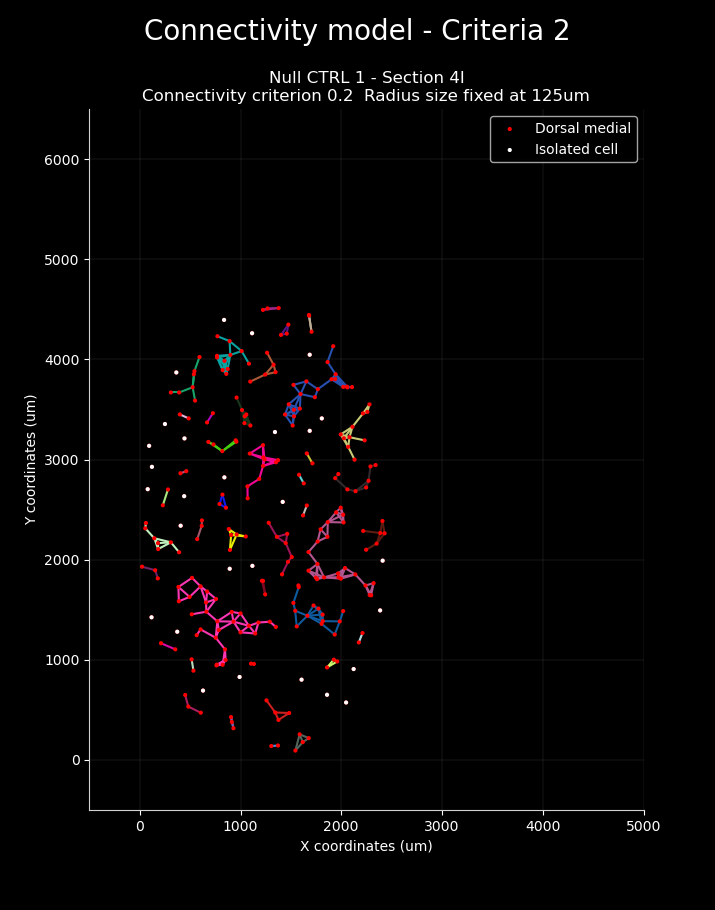 Connectivity model - Criteria 2
Null CTRL 1 - Section 4l
Connectivity criterion 0.2  Radius size fixed at 125um
Dorsal medial
Isolated cell
6000
5000
4000
3000
2000
1000
0
Y coordinates (um)
0 1000 2000 3000 4000 5000
X coordinates (um)